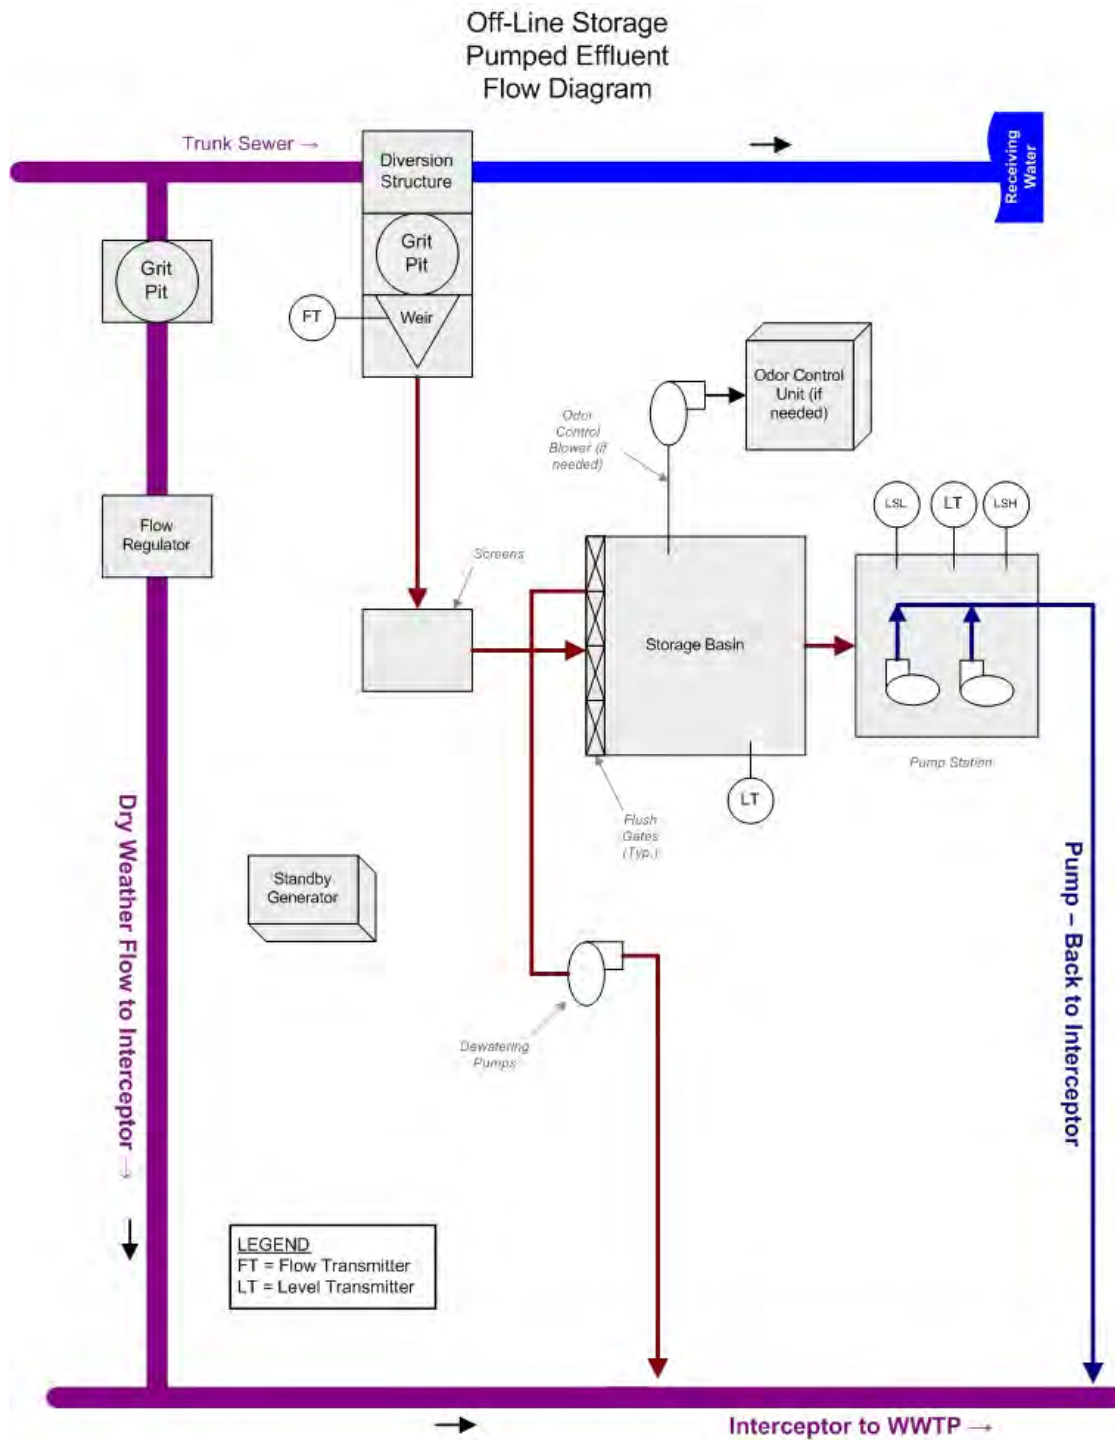 Off-Line Storage
Pumped Effluent
Flow Diagram
Trunk Sewer →
Diversion
Structure
Receiving
Water
Grit
Pit
Grit
Pit
FT
Weir
Odor Control
Unit (if
needed)
Odor
Control
Blower (if
needed)
LSL
LT
LSH
Flow
Regulator
Screens
Storage Basin
Pump Station
LT
Flush
Gates
(Typ.)
Standby
Generator
Dry Weather Flow to Interceptor →
Pump – Back to Interceptor
Dewatering
Pumps
LEGEND
FT = Flow Transmitter
LT = Level Transmitter
Interceptor to WWTP →